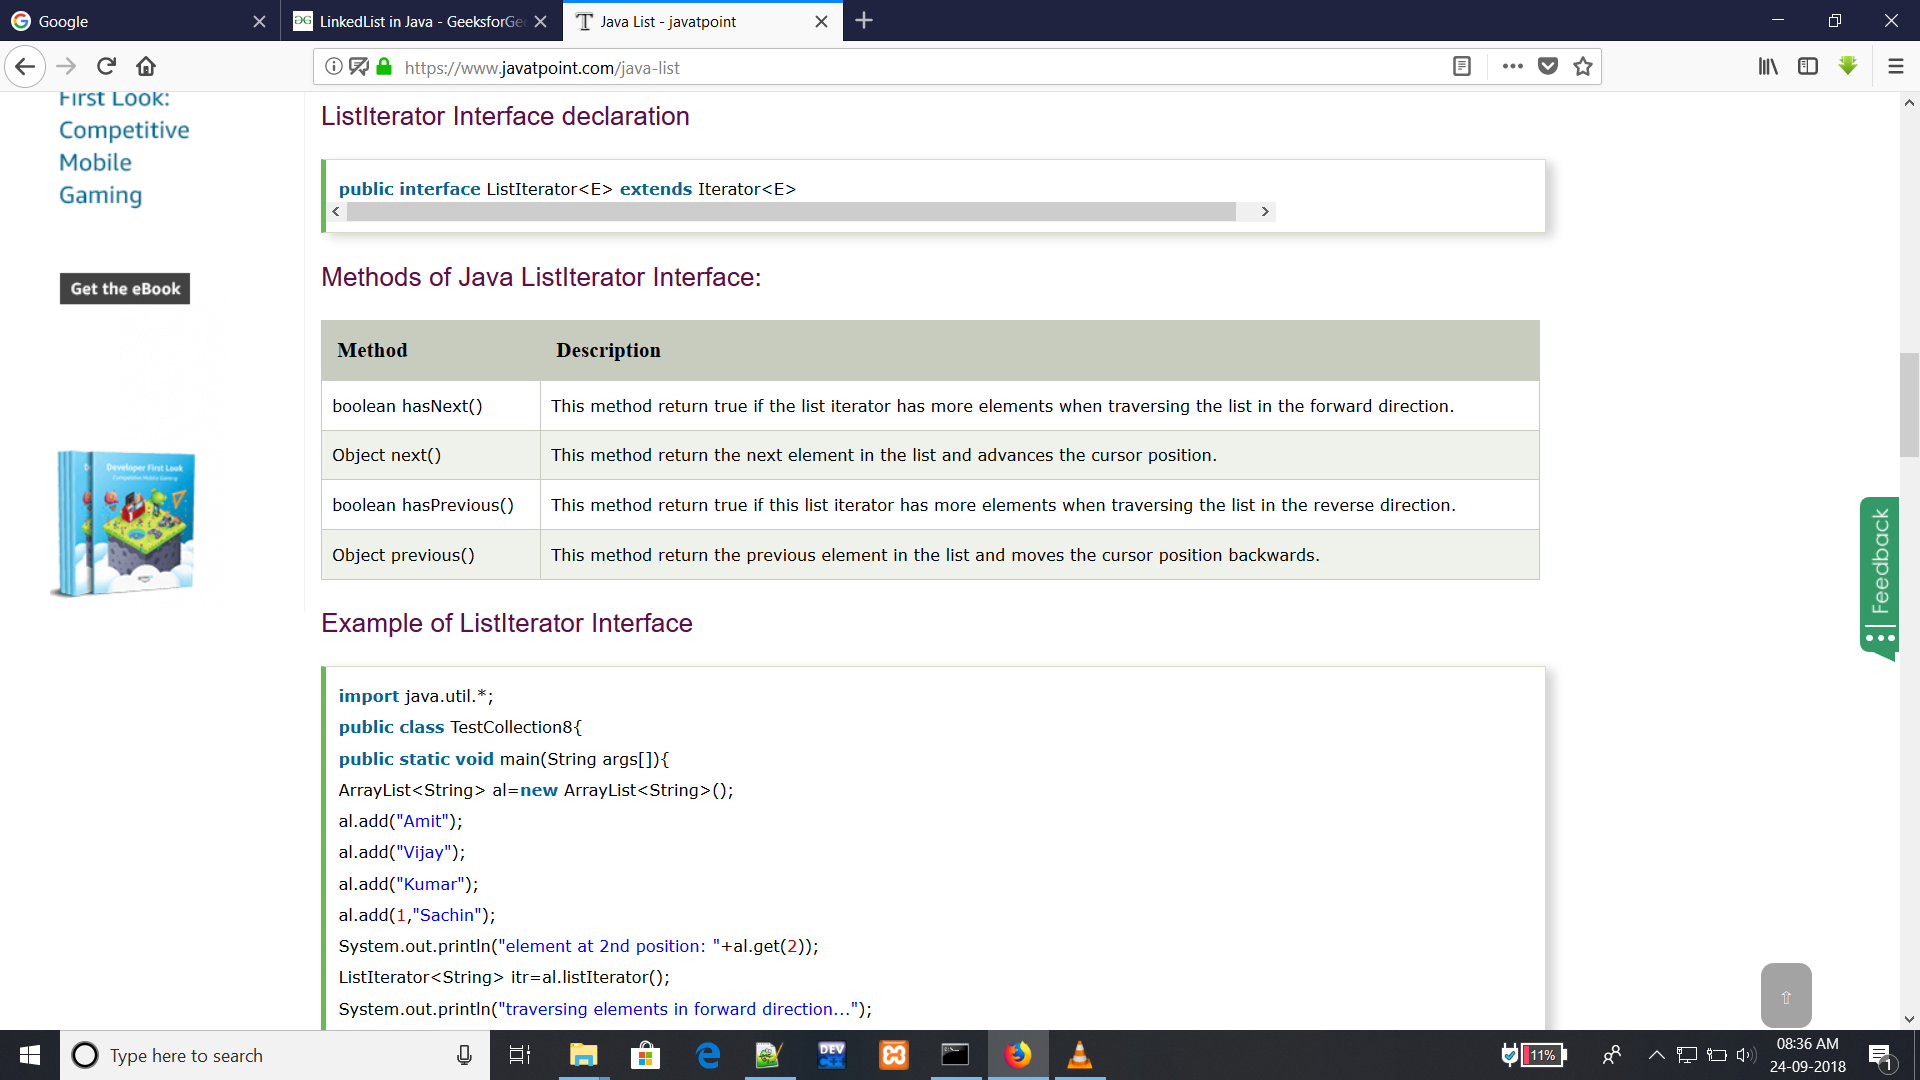 Google
LinkedList in Java - GeeksforGe
Java List - javatpoint
https://www.javatpoint.com/java-list
First Look:
Competitive
Mobile
Gaming
Get the eBook
Developer First Look
Competitive Mobile Gaming
ListIterator Interface declaration
public interface ListIterator<E> extends Iterator<E>
Methods of Java ListIterator Interface:
Method Description
boolean hasNext() This method return true if the list iterator has more elements when traversing the list in the forward direction.
Object next() This method return the next element in the list and advances the cursor position.
boolean hasPrevious() This method return true if this list iterator has more elements when traversing the list in the reverse direction.
Object previous() This method return the previous element in the list and moves the cursor position backwards.
Example of ListIterator Interface
import java.util.*;
public class TestCollection8{
public static void main(String args[]){
ArrayList<String> al=new ArrayList<String>();
al.add("Amit");
al.add("Vijay");
al.add("Kumar");
al.add(1,"Sachin");
System.out.println("element at 2nd position: "+al.get(2));
ListIterator<String> itr=al.listIterator();
System.out.println("traversing elements in forward direction...");
Feedback
Type here to search
DEV
C++
11%
08:36 AM
24-09-2018
1